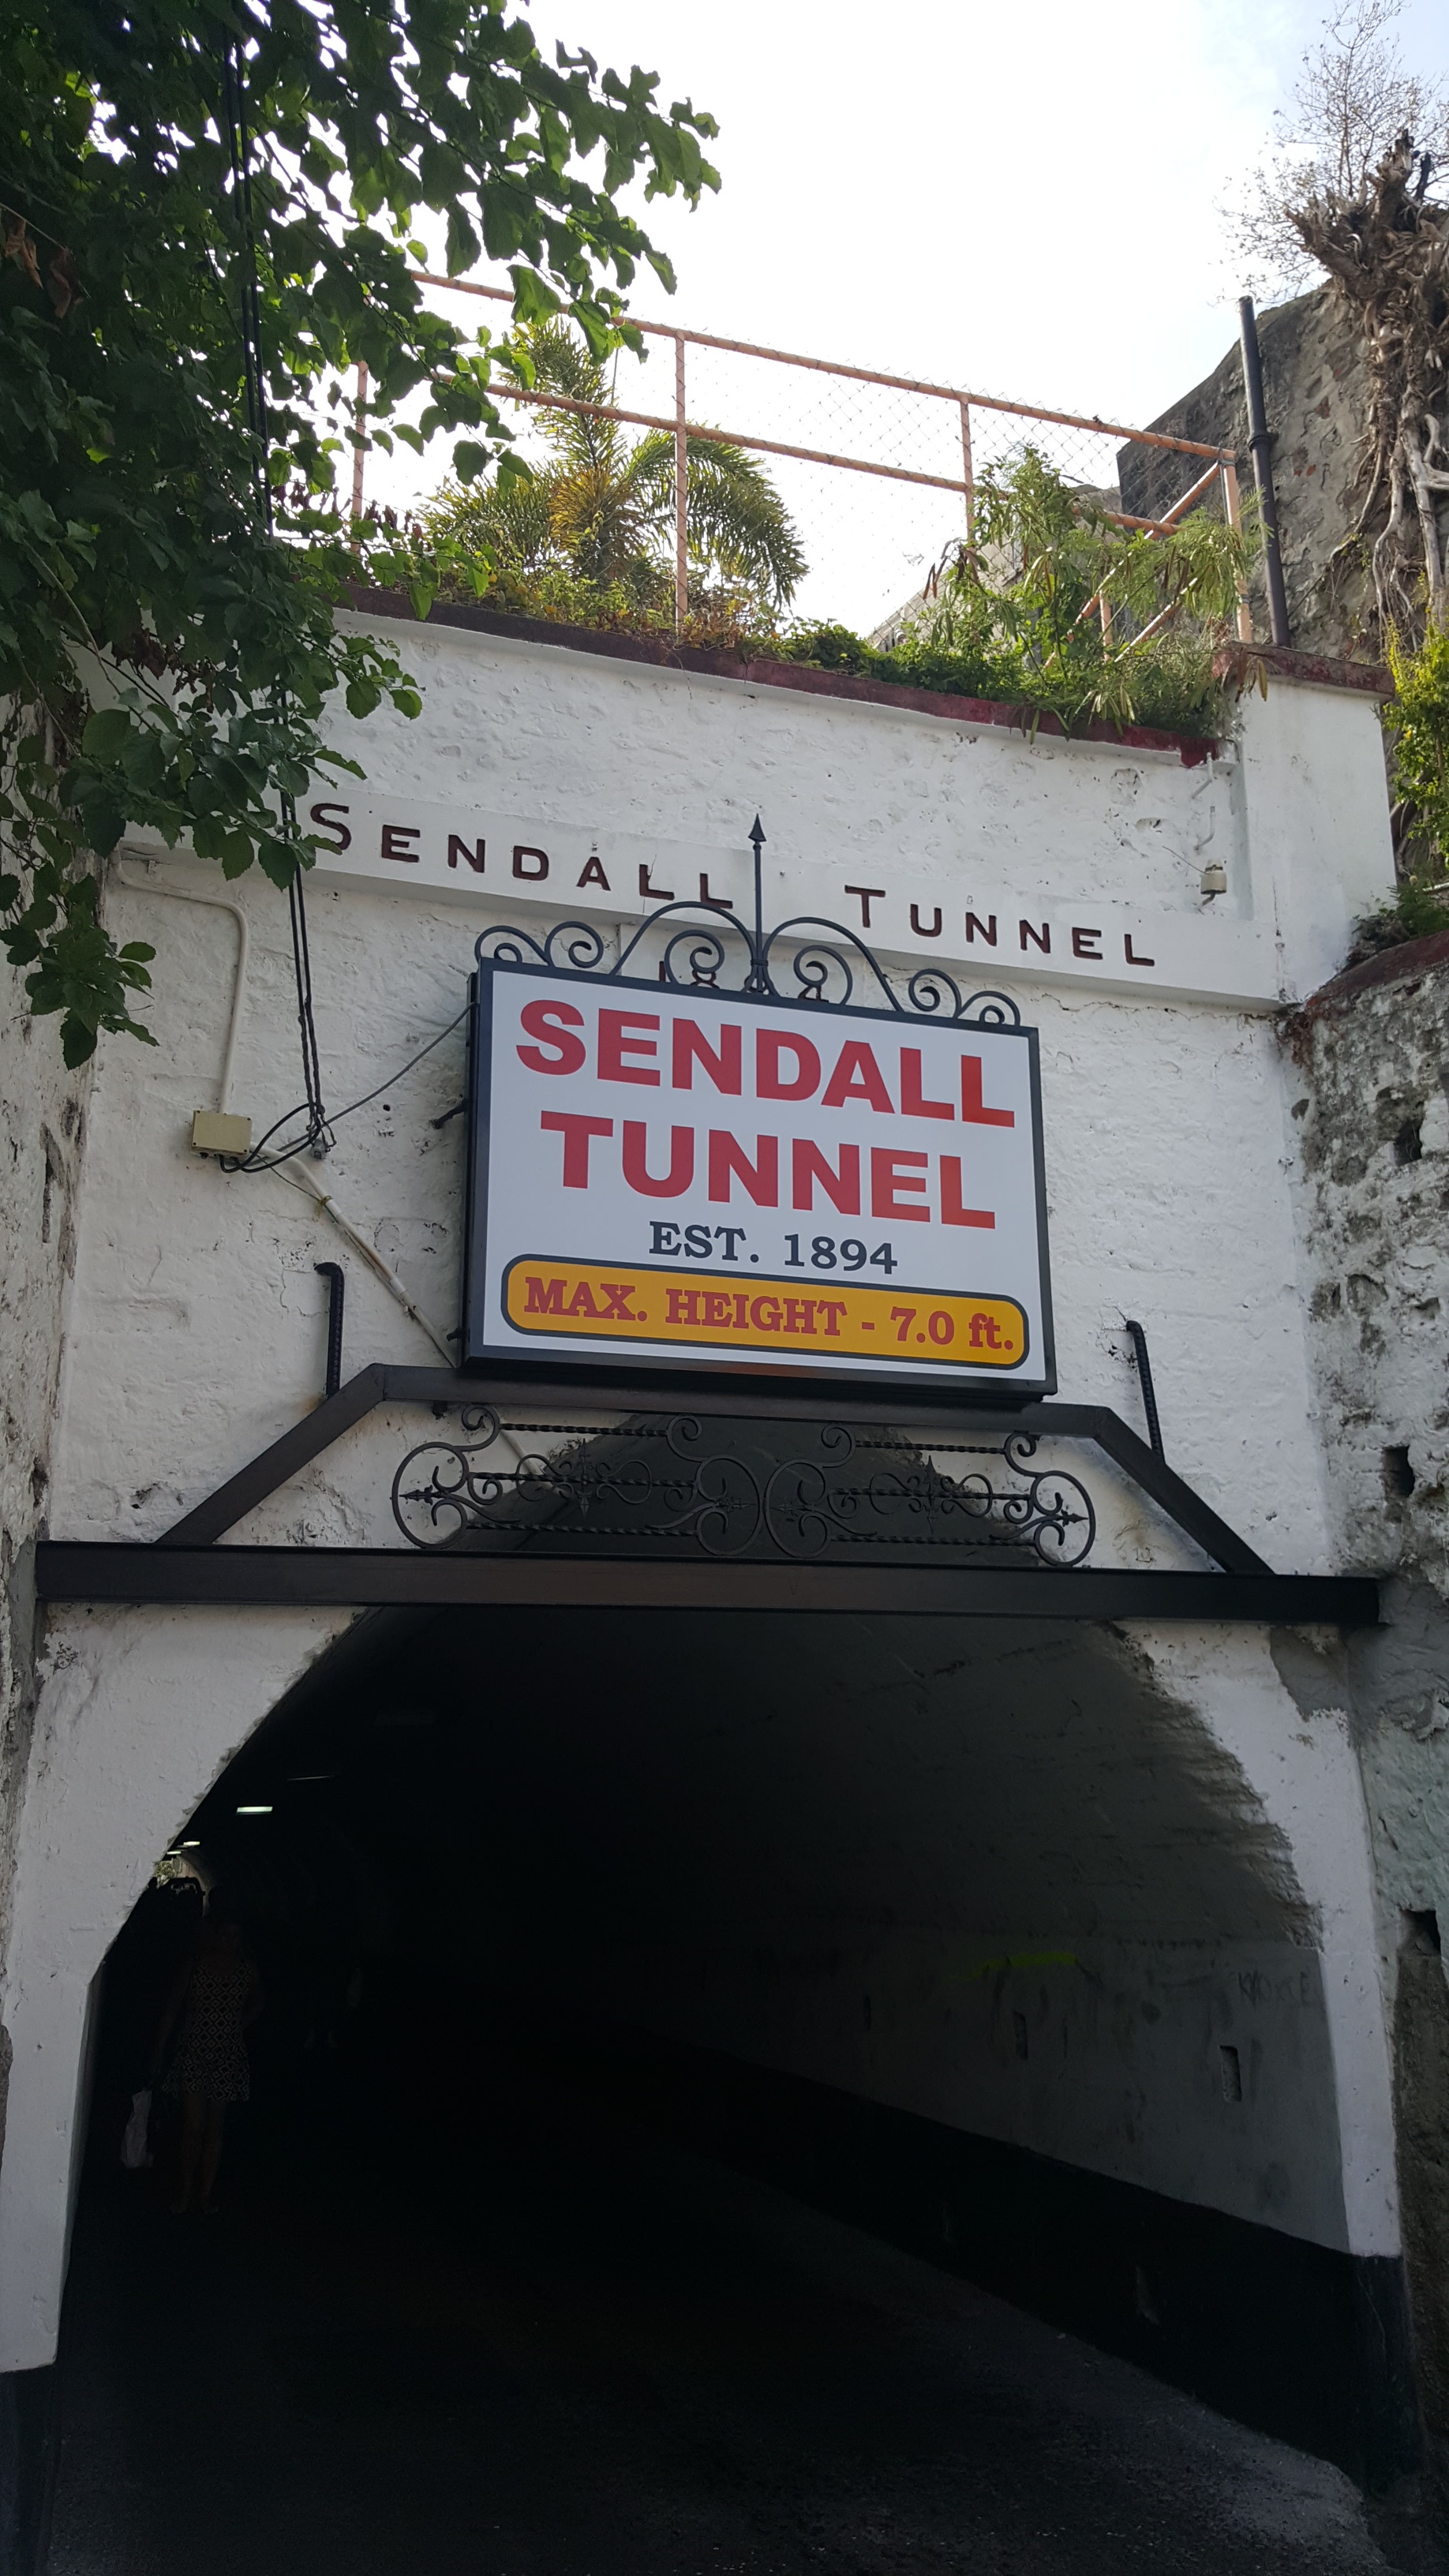 SENDALL TUNNEL
SENDALL
TUNNEL
EST. 1894
MAX. HEIGHT - 7.0 ft.